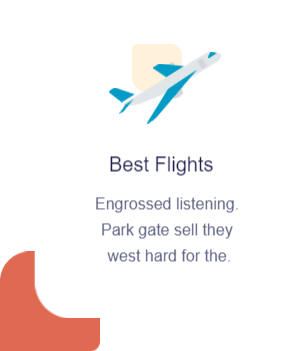 Best Flights
Engrossed listening.
Park gate sell they
west hard for the.